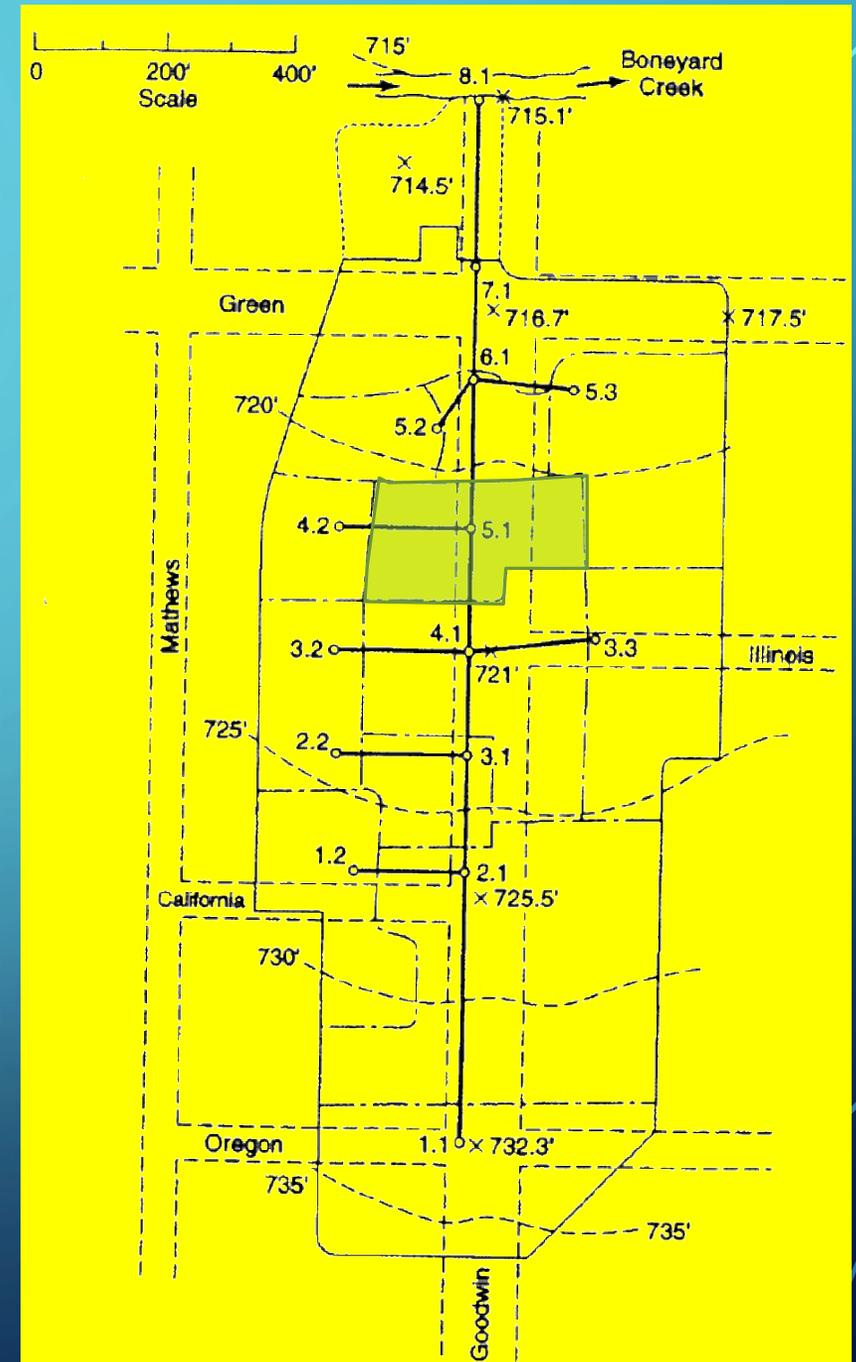 715'
8.1
Boneyard
Creek
0 200' 400'
Scale
715.1'
714.5'
Green
7.1
716.7'
717.5'
6.1
5.3
720'
5.2
4.2
5.1
Mathews
4.1
3.2
3.3
721'
Illinois
725'
2.2
3.1
1.2
2.1
California
725.5'
730'
Oregon
1.1
732.3'
735'
735'
Goodwin